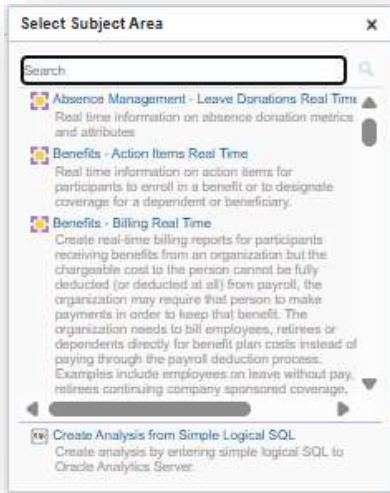 Select Subject Area
Search
Absence Management - Leave Donations Real Time
Real time information on absence donation metrics
and attributes
Benefits - Action Items Real Time
Real time information on action items for
participants to enroll in a benefit or to designate
coverage for a dependent or beneficiary.
Benefits - Billing Real Time
Create real-time billing reports for participants
receiving benefits from an organization but the
chargeable cost to the person cannot be fully
deducted (or deducted at all) from payroll, the
organization may require that person to make
payments in order to keep that benefit. The
organization needs to bill employees, retirees or
dependents directly for benefit plan costs instead of
paying through the payroll deduction process.
Examples include employees on leave without pay,
retirees continuing company sponsored coverage,
Create Analysis from Simple Logical SQL
Create analysis by entering simple logical SQL to
Oracle Analytics Server.